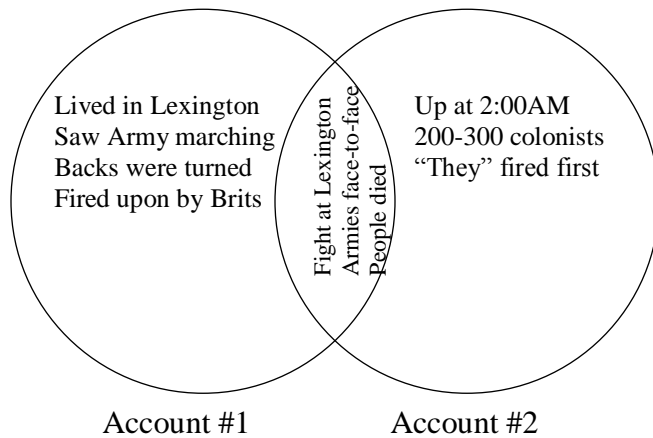 Lived in Lexington
Saw Army marching
Backs were turned
Fired upon by Brits
Fight at Lexington
Armies face-to-face
People died
Up at 2:00AM
200-300 colonists
“They” fired first
Account #1
Account #2